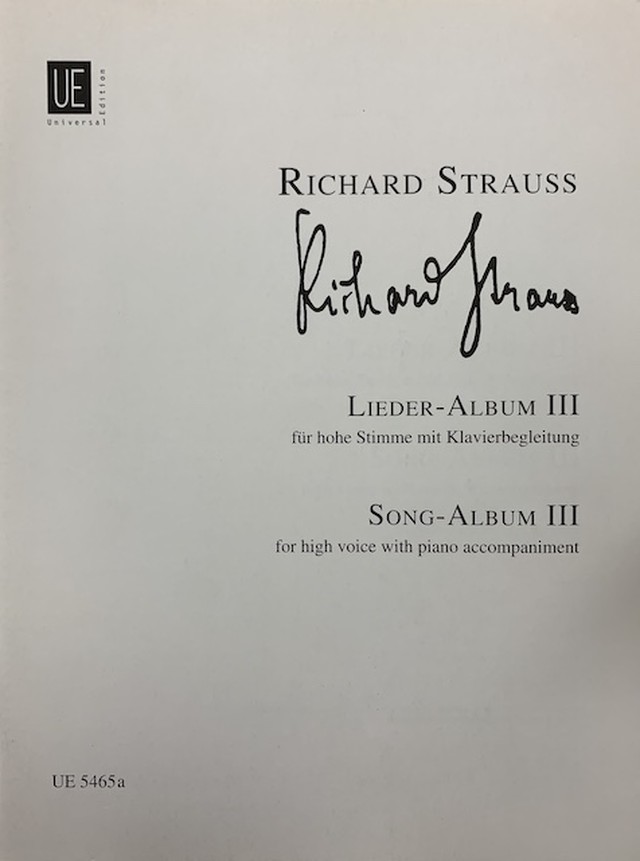 UE
Edition
Universal
RICHARD STRAUSS
Richard Strauss
LIEDER-ALBUM III
für hohe Stimme mit Klavierbegleitung
SONG-ALBUM III
for high voice with piano accompaniment
UE 5465a